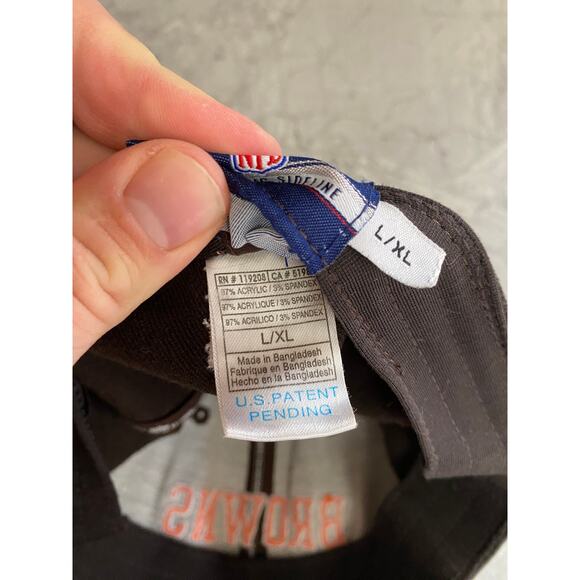 NFL
SIDELINE
L/XL
RN # 119208 CA #
97% ACRYLIC / 3% SPANDEX
97% ACRYLIQUE / 3% SPANDEX
97% ACRILICO / 3% SPANDEX
L/XL
Made in Bangladesh
Fabrique en Bangladesh
Hecho en la Bangladesh
U.S. PATENT
PENDING
BROWNS